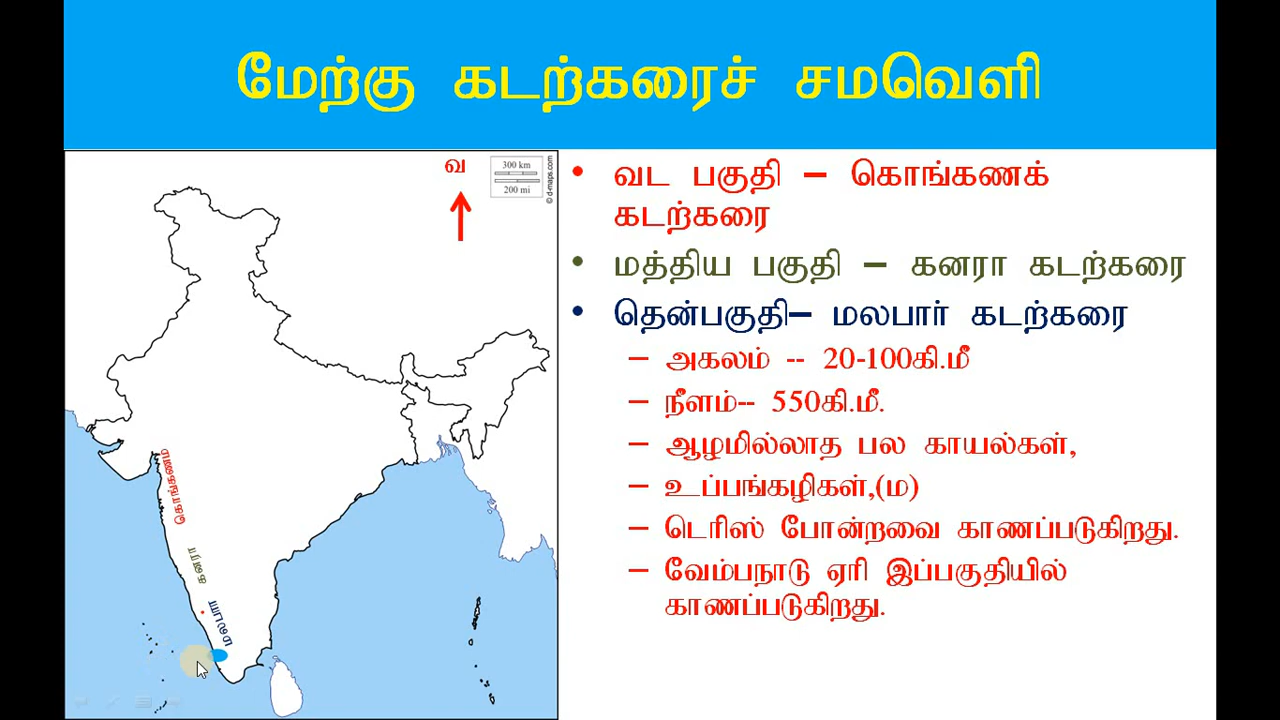 மேற்கு கடற்கரைச் சமவெளி
வ
300 km
200 mi
© d-maps.com
• வட பகுதி – கொங்கணக்
கடற்கரை
• மத்திய பகுதி – கனரா கடற்கரை
• தென்பகுதி– மலபார் கடற்கரை
– அகலம் -- 20-100கி.மீ
– நீளம்-- 550கி.மீ.
– ஆழமில்லாத பல காயல்கள்,
– உப்பங்கழிகள்,(ம)
– டெரிஸ் போன்றவை காணப்படுகிறது.
– வேம்பநாடு ஏரி இப்பகுதியில்
காணப்படுகிறது.
கொங்கணம்
கனரா
மலபார்